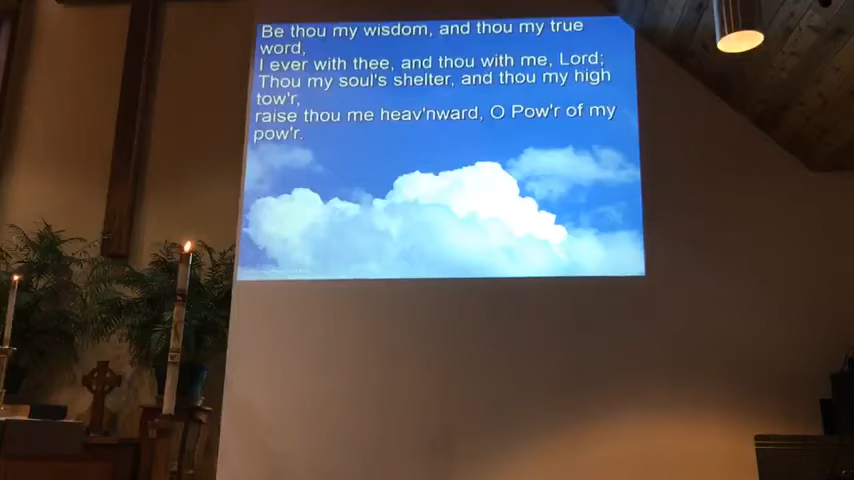 Be thou my wisdom, and thou my true
word,
I ever with thee, and thou with me, Lord;
Thou my soul's shelter, and thou my high
tow'r,
raise thou me heav'nward, O Pow'r of my
pow'r.